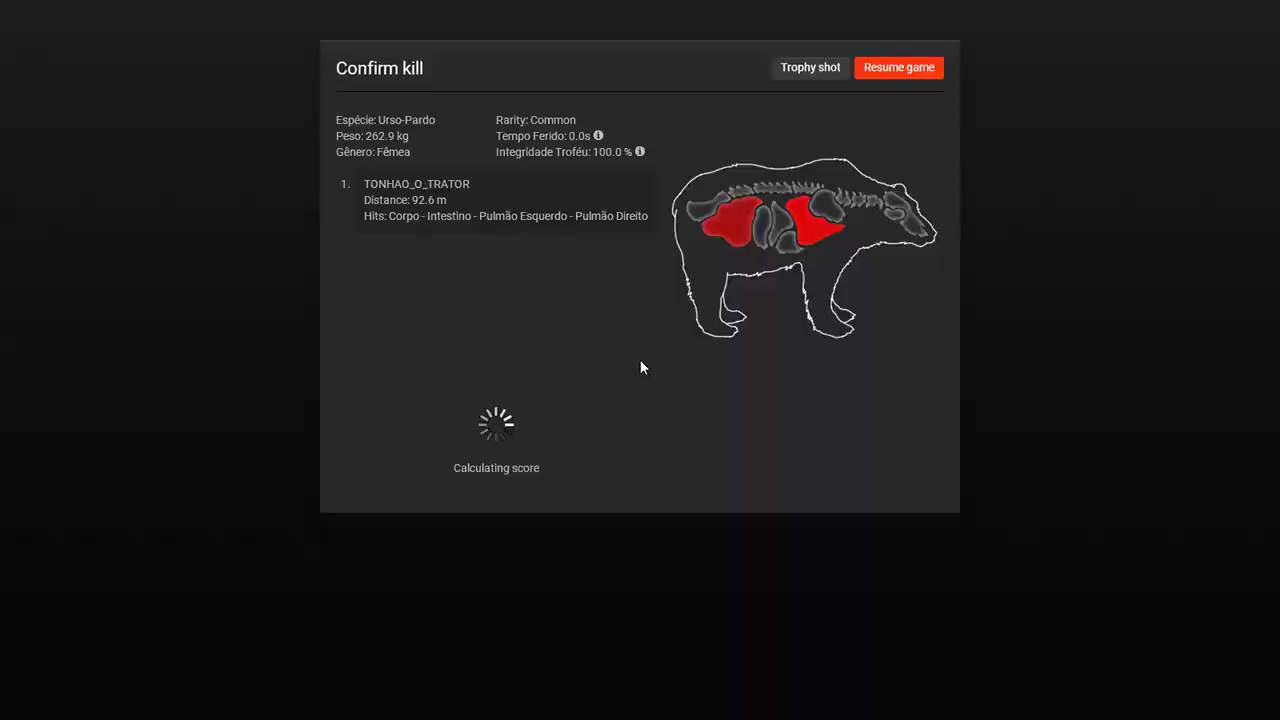 Confirm kill
Trophy shot
Resume game
Espécie: Urso-Pardo
Rarity: Common
Peso: 262.9 kg
Tempo Ferido: 0.0s
Gênero: Fêmea
Integridade Troféu: 100.0 %
1. TONHAO_O_TRATOR
Distance: 92.6 m
Hits: Corpo - Intestino - Pulmão Esquerdo - Pulmão Direito
Calculating score